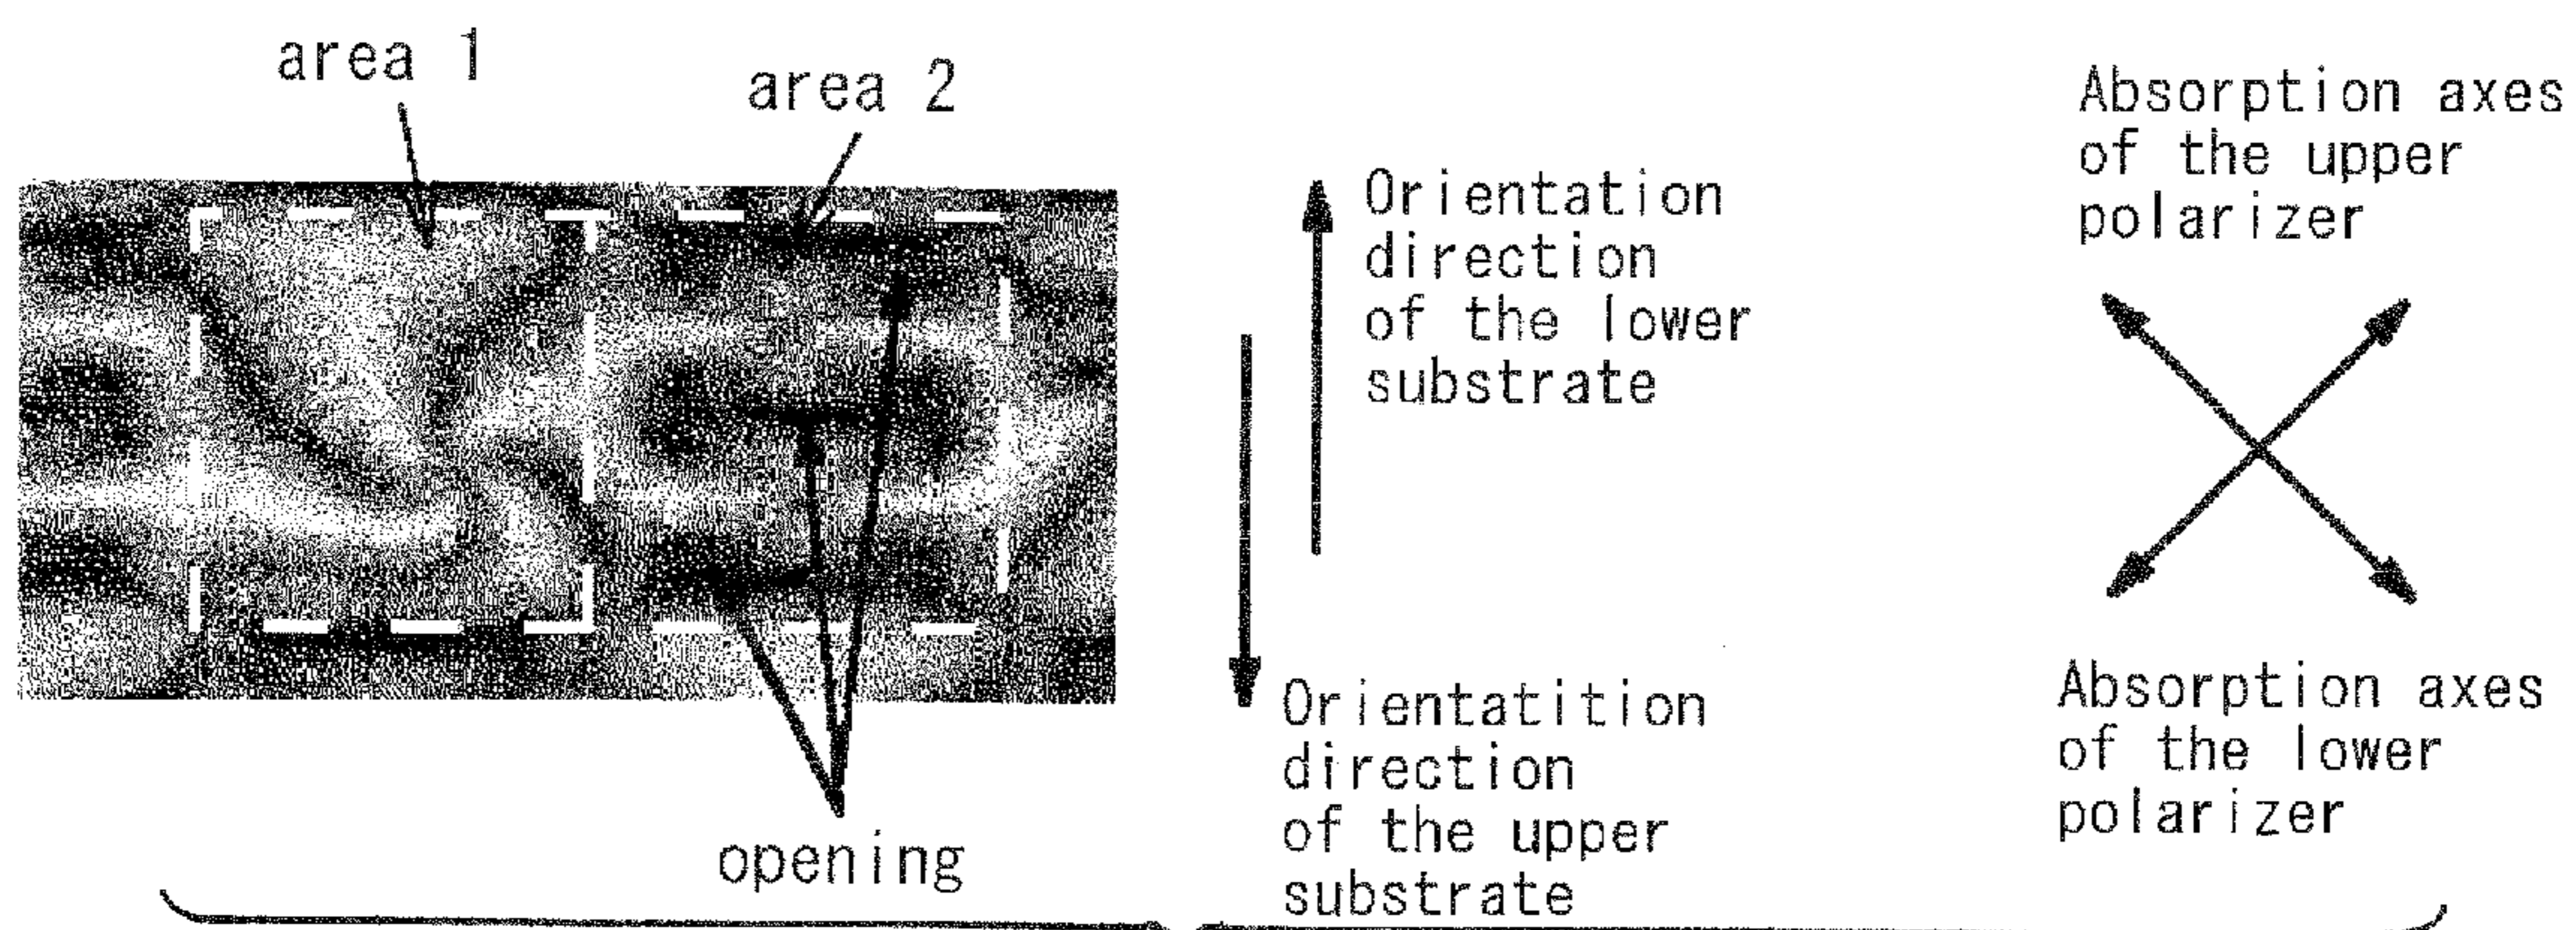 area 1
area 2
opening
Orientation
direction
of the lower
substrate
Orientatition
direction
of the upper
substrate
Absorption axes
of the upper
polarizer
Absorption axes
of the lower
polarizer